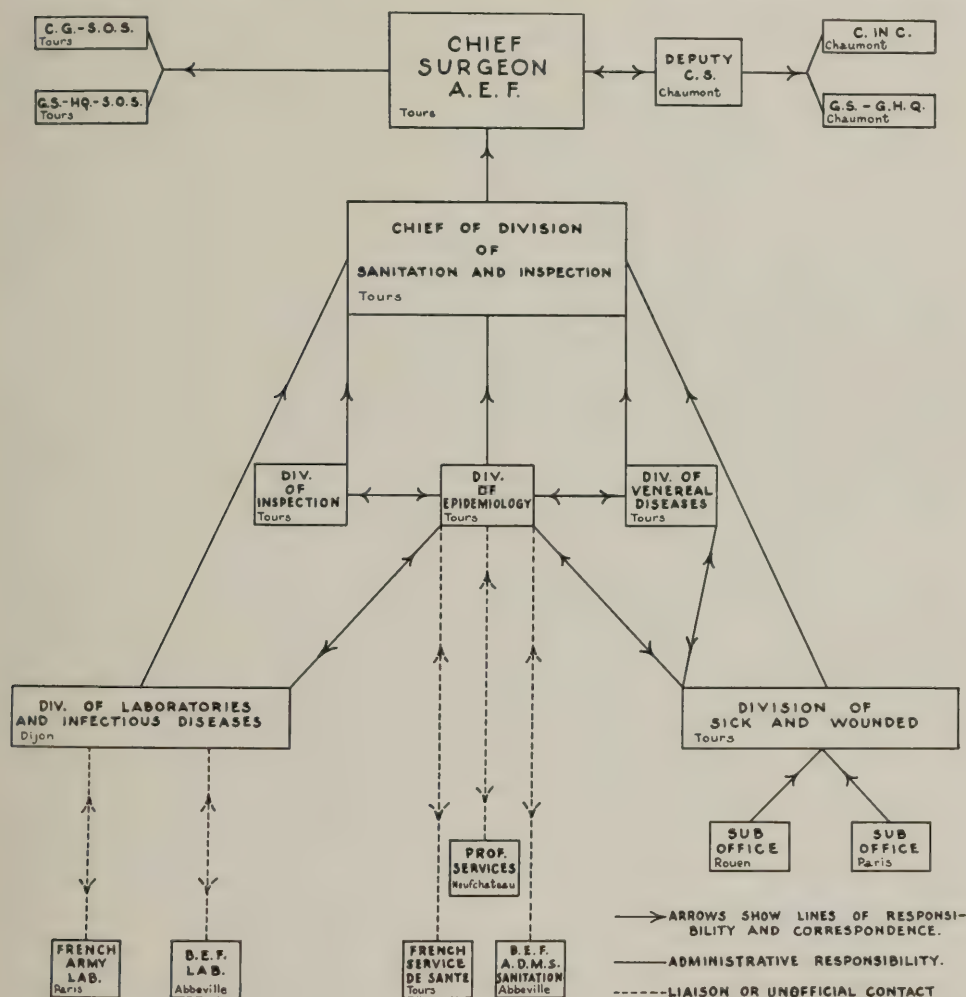 C.G.-S.O.S.
Tours
G.S.-HQ.-S.O.S.
Tours
CHIEF
SURGEON
A.E.F.
Tours
DEPUTY
C.S.
Chaumont
C. IN C.
Chaumont
G.S.-G.H.Q.
Chaumont
CHIEF OF DIVISION
OF
SANITATION AND INSPECTION
Tours
DIV.
OF
INSPECTION
Tours
DIV.
OF
EPIDEMIOLOGY
Tours
DIV. OF
VENEREAL
DISEASES
Tours
DIV. OF LABORATORIES
AND INFECTIOUS DISEASES
Dijon
DIVISION OF
SICK AND WOUNDED
Tours
PROF.
SERVICES
Neufchateau
SUB
OFFICE
Rouen
SUB
OFFICE
Paris
FRENCH
ARMY
LAB.
Paris
B.E.F.
LAB.
Abbeville
FRENCH
SERVICE
DE SANTE
Tours
B.E.F.
A.D.M.S.
SANITATION
Abbeville
ARROWS SHOW LINES OF RESPONSI-
BILITY AND CORRESPONDENCE.
ADMINISTRATIVE RESPONSIBILITY.
LIAISON OR UNOFFICIAL CONTACT